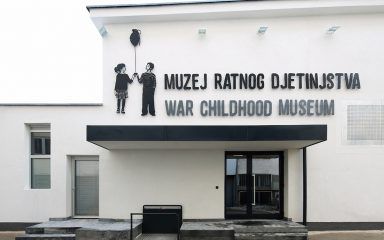 MUZEJ RATNOG DJETINJSTVA
WAR CHILDHOOD MUSEUM